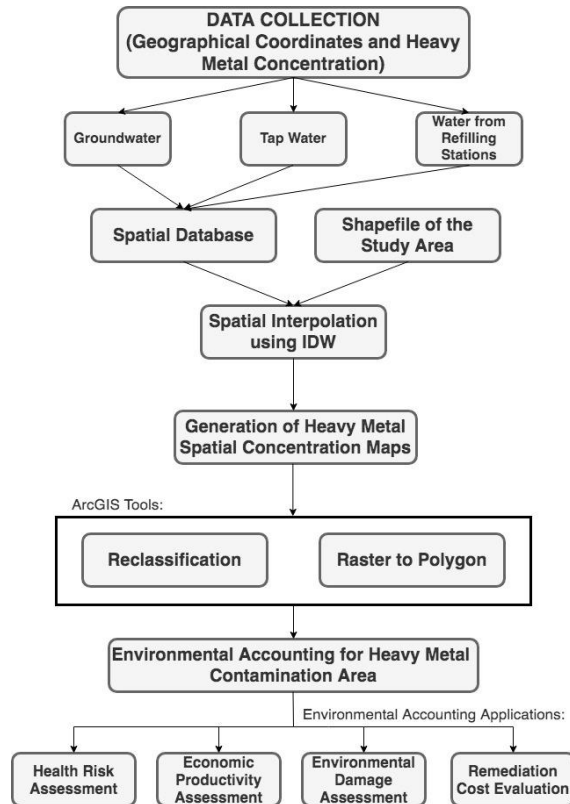 DATA COLLECTION
(Geographical Coordinates and Heavy
Metal Concentration)
Groundwater
Tap Water
Water from
Refilling
Stations
Spatial Database
Shapefile of the
Study Area
Spatial Interpolation
using IDW
Generation of Heavy Metal
Spatial Concentration Maps
ArcGIS Tools:
Reclassification
Raster to Polygon
Environmental Accounting for Heavy Metal
Contamination Area
Environmental Accounting Applications:
Health Risk
Assessment
Economic
Productivity
Assessment
Environmental
Damage
Assessment
Remediation
Cost Evaluation